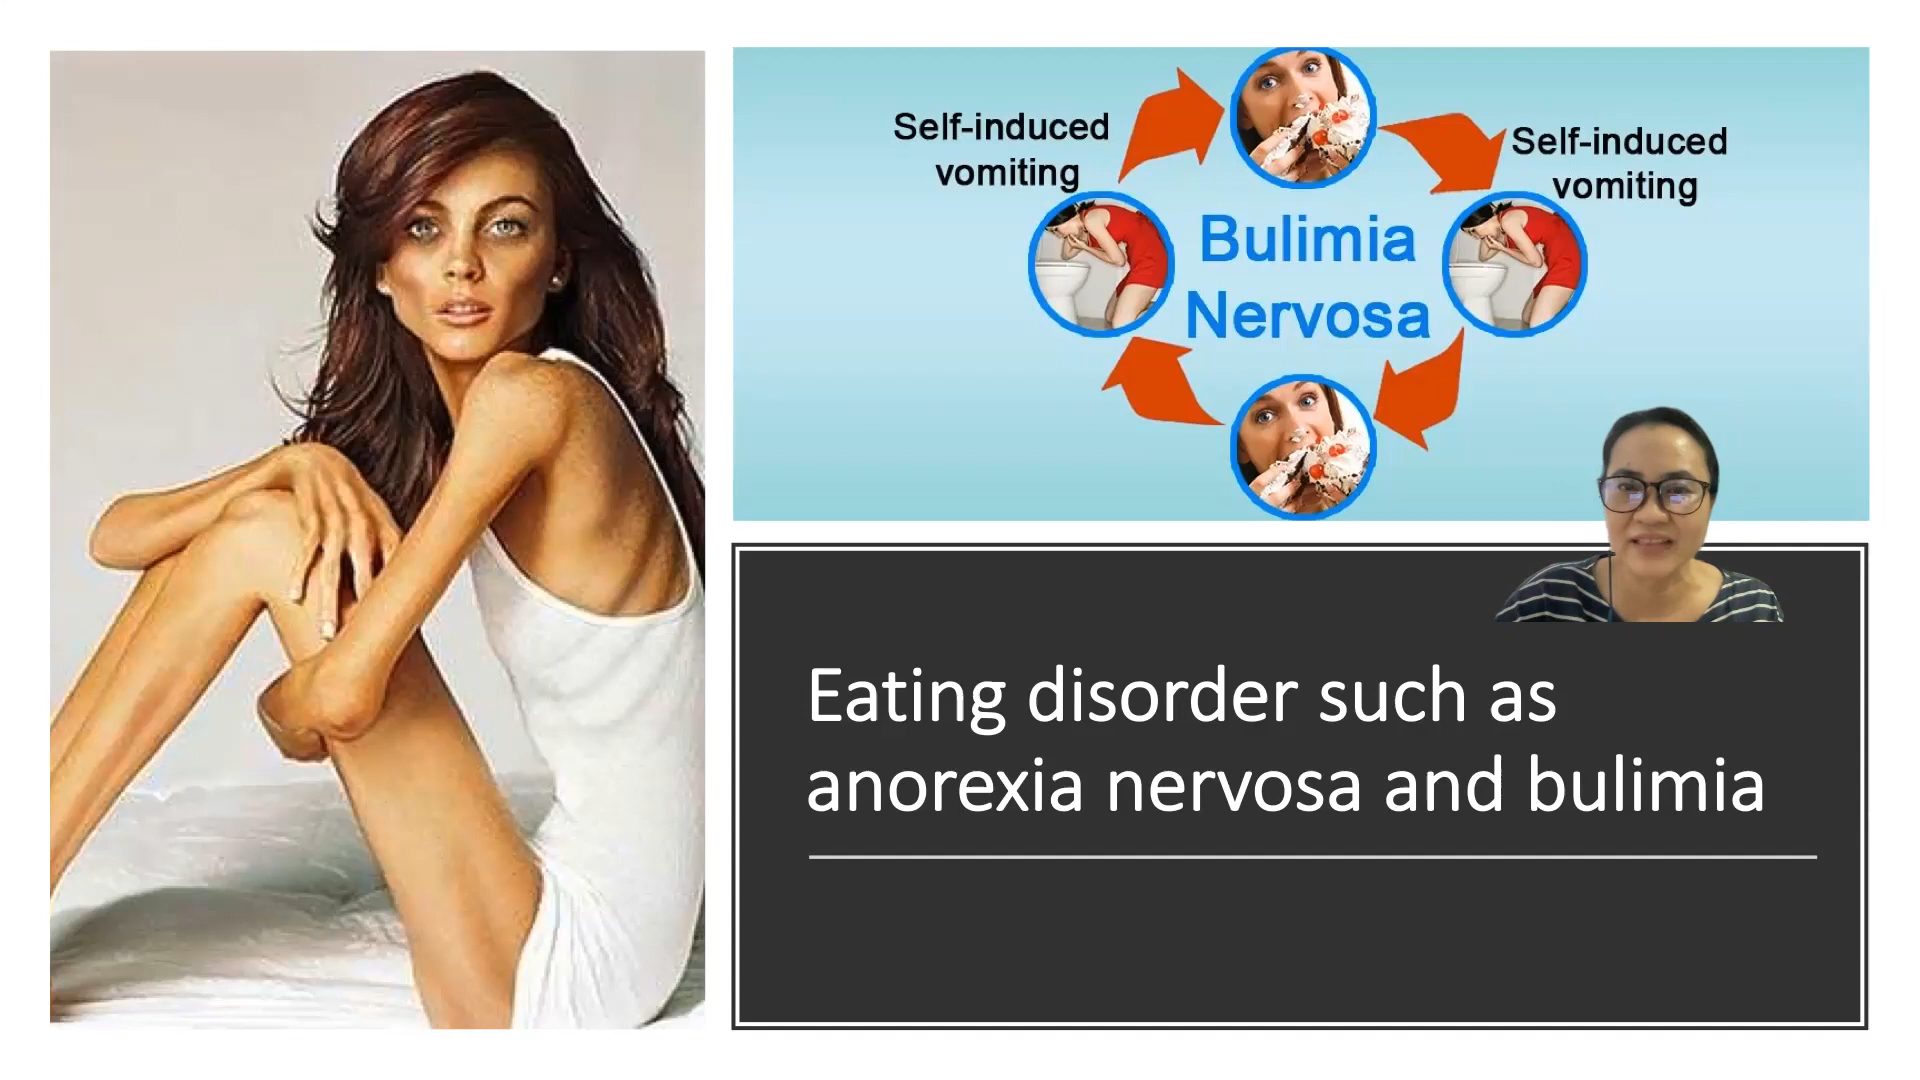 Self-induced
vomiting
Self-induced
vomiting
Bulimia
Nervosa
Eating disorder such as
anorexia nervosa and bulimia